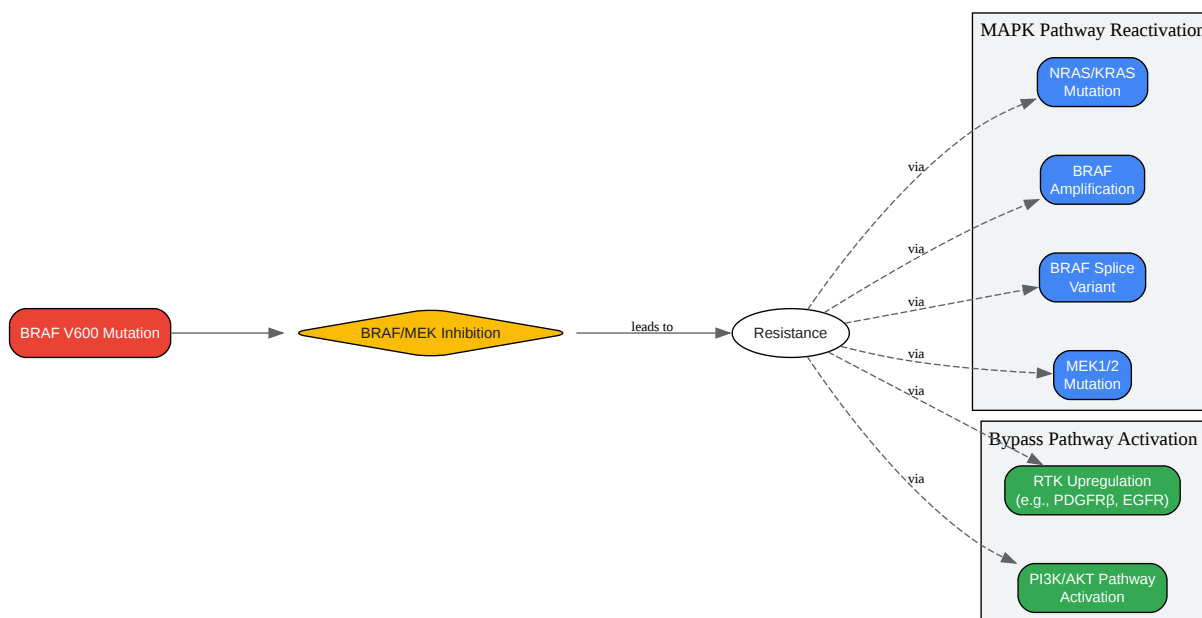 MAPK Pathway Reactivation
NRAS/KRAS
Mutation
via
BRAF
Amplification
via
BRAF Splice
Variant
via
BRAF V600 Mutation
BRAF/MEK Inhibition
leads to
Resistance
via
MEK1/2
Mutation
via
Bypass Pathway Activation
RTK Upregulation
(e.g., PDGFRβ, EGFR)
via
PI3K/AKT Pathway
Activation